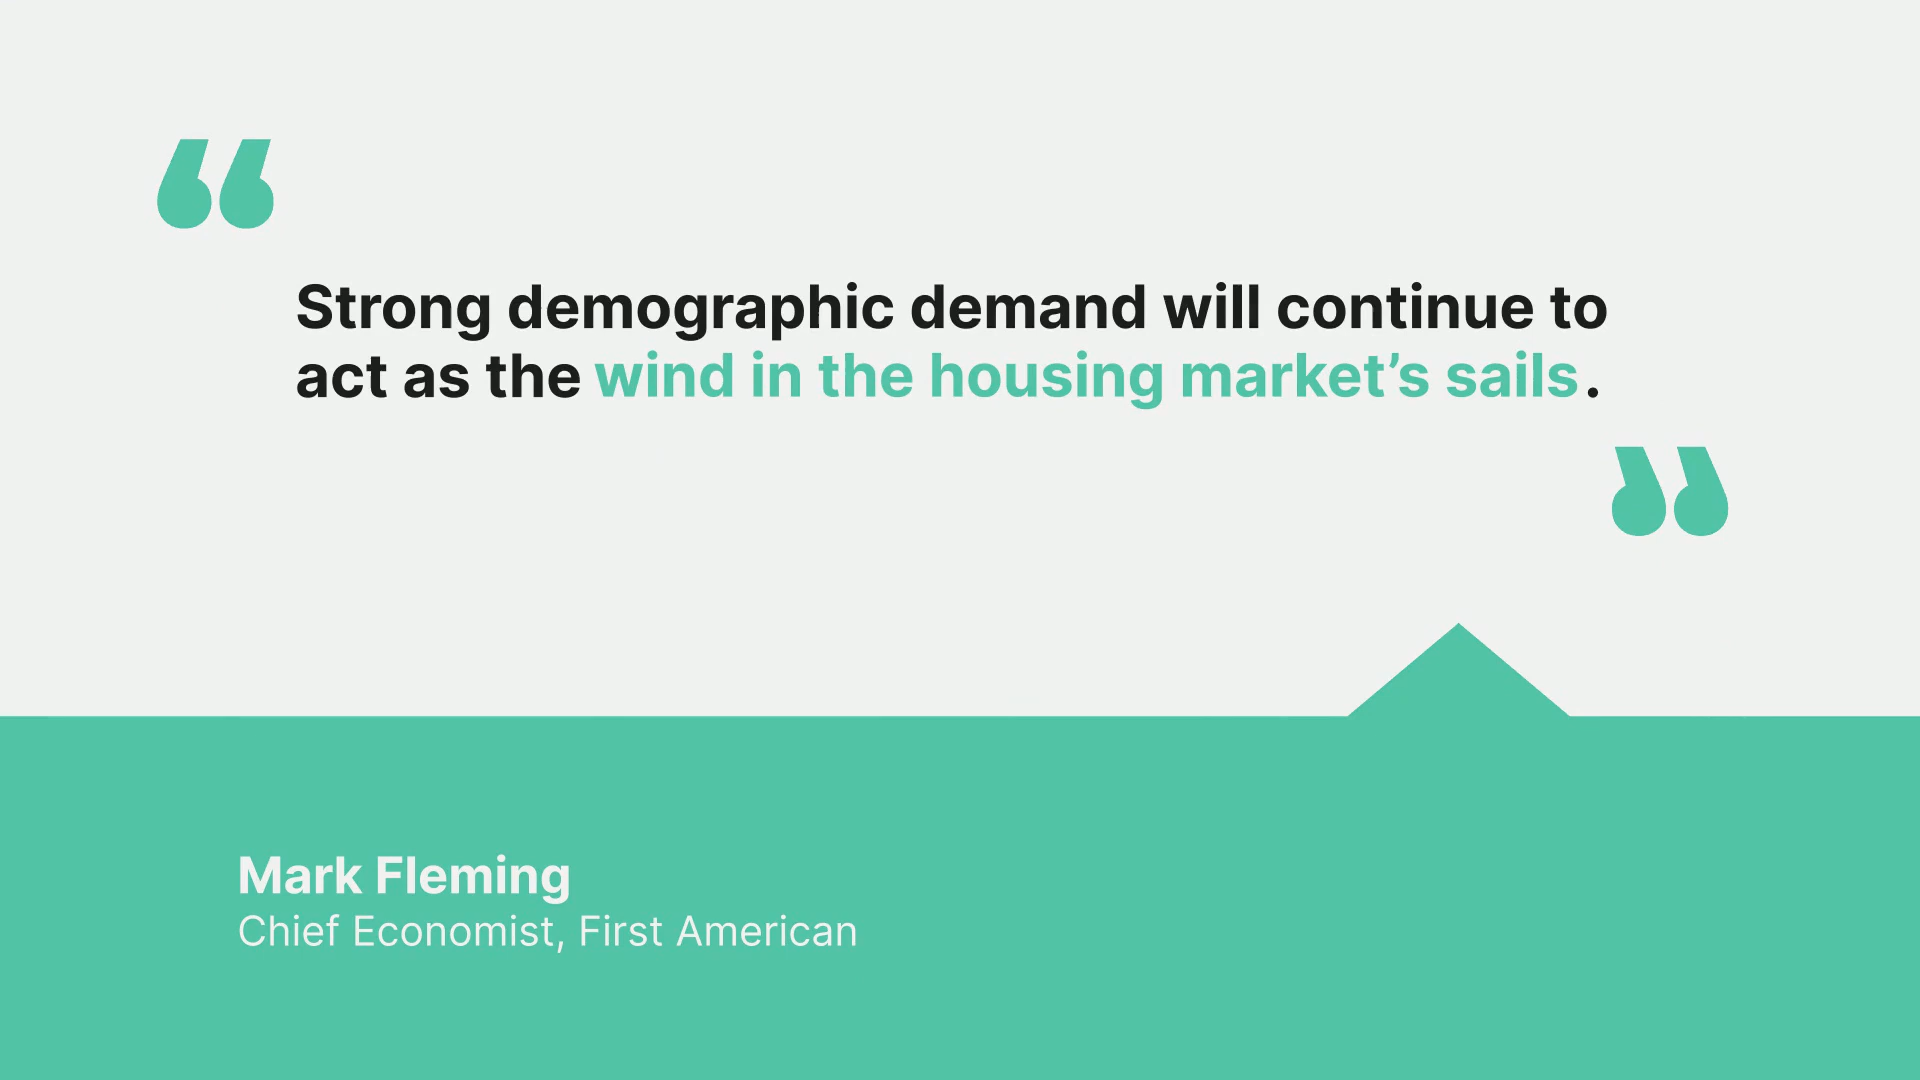 “
Strong demographic demand will continue to
act as the wind in the housing market’s sails.
”
Mark Fleming
Chief Economist, First American